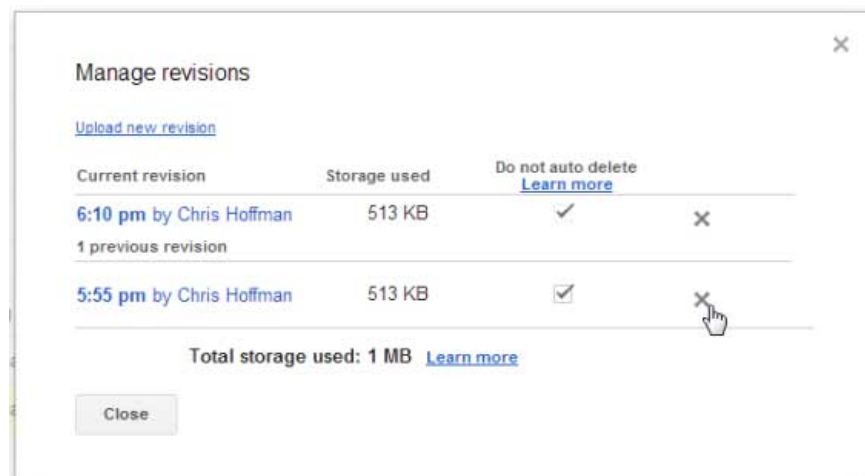 Manage revisions
Upload new revision
Current revision Storage used Do not auto delete
Learn more
6:10 pm by Chris Hoffman 513 KB
1 previous revision
5:55 pm by Chris Hoffman 513 KB
Total storage used: 1 MB Learn more
Close